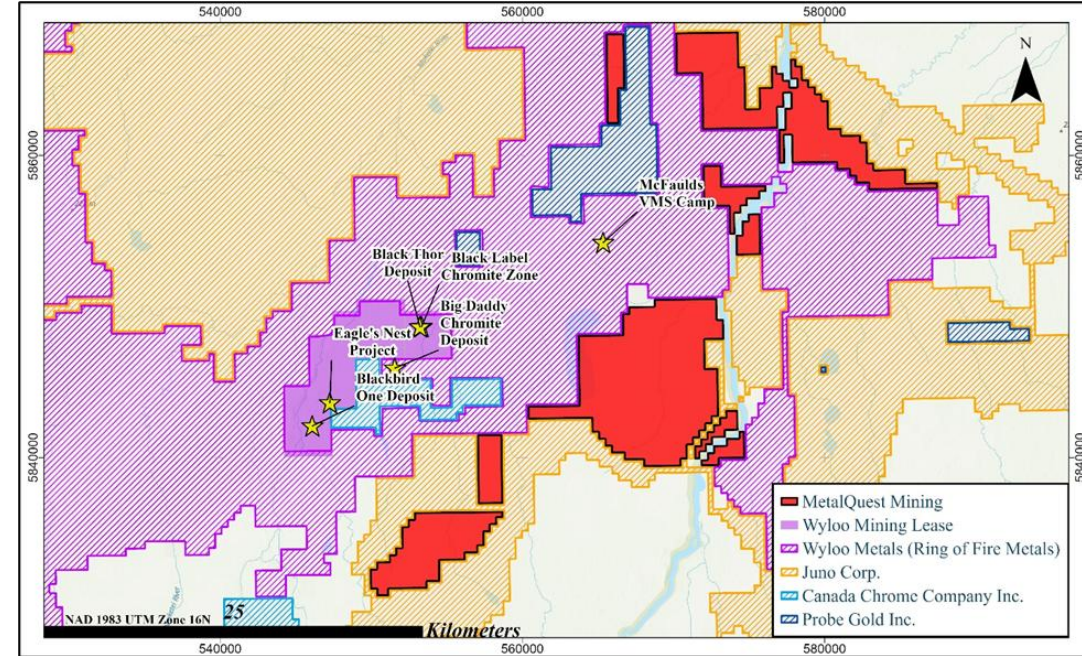 540000
560000
580000
N
5860000
5860000
McFaulds
VMS Camp
Black Thor
Deposit
Black Label
Chromite Zone
Big Daddy
Chromite
Deposit
Eagle's Nest
Project
Blackbird
One Deposit
5840000
5840000
MetalQuest Mining
Wyloo Mining Lease
Wyloo Metals (Ring of Fire Metals)
Juno Corp.
Canada Chrome Company Inc.
Probe Gold Inc.
NAD 1983 UTM Zone 16N
25
Kilometers
540000
560000
580000